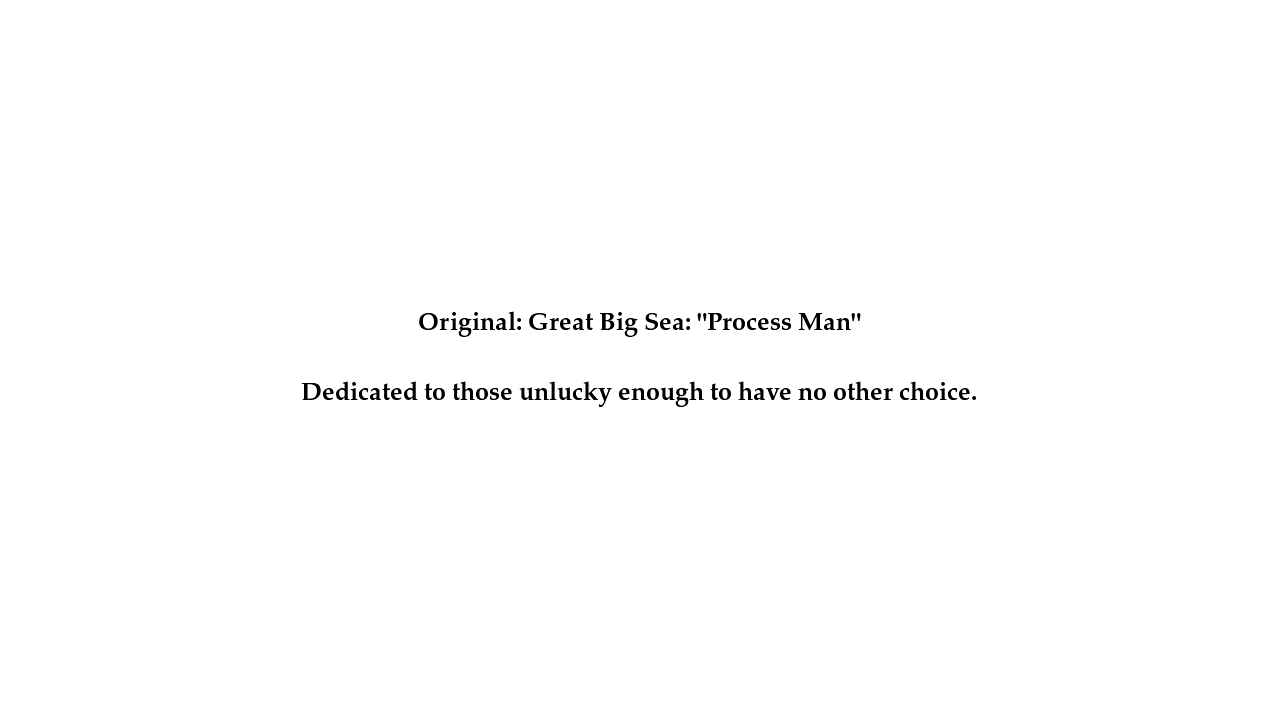 Original: Great Big Sea: "Process Man"
Dedicated to those unlucky enough to have no other choice.